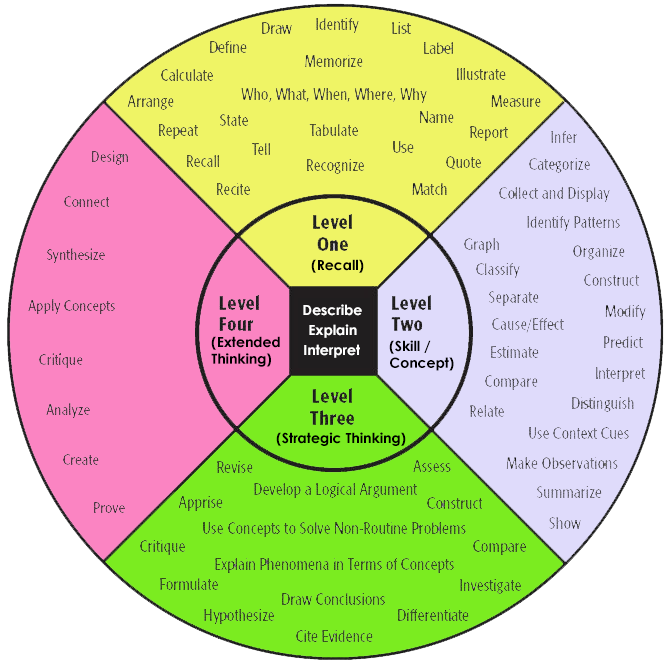 Draw
Identify
List
Define
Label
Memorize
Calculate
Illustrate
Who, What, When, Where, Why
Arrange
Measure
State
Name
Repeat
Tabulate
Report
Tell
Use
Recall
Recognize
Quote
Recite
Match
Level
One
(Recall)
Infer
Categorize
Collect and Display
Identify Patterns
Graph
Organize
Classify
Construct
Separate
Modify
Cause/Effect
Predict
Estimate
Interpret
Compare
Distinguish
Relate
Use Context Cues
Make Observations
Summarize
Show
Level
Two
(Skill /
Concept)
Describe
Explain
Interpret
Level
Four
(Extended
Thinking)
Design
Connect
Synthesize
Apply Concepts
Critique
Analyze
Create
Prove
Level
Three
(Strategic Thinking)
Revise
Assess
Develop a Logical Argument
Apprise
Construct
Use Concepts to Solve Non-Routine Problems
Critique
Compare
Explain Phenomena in Terms of Concepts
Formulate
Investigate
Draw Conclusions
Hypothesize
Differentiate
Cite Evidence